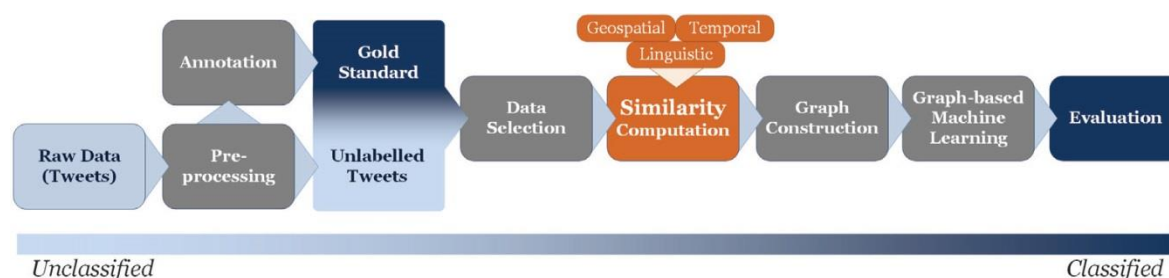 Raw Data
(Tweets)
Pre-
processing
Annotation
Gold
Standard
Unlabelled
Tweets
Data
Selection
Geospatial
Temporal
Linguistic
Similarity
Computation
Graph
Construction
Graph-based
Machine
Learning
Evaluation
Unclassified
Classified